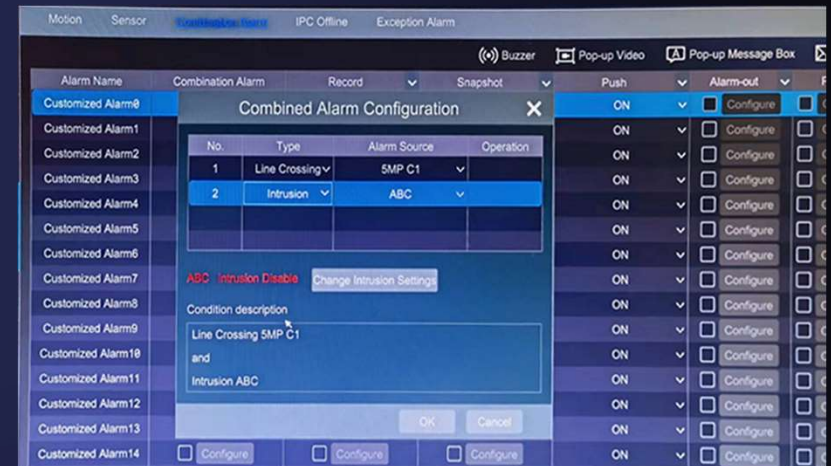 Motion Sensor Combination Alarm IPC Offline Exception Alarm
Buzzer Pop-up Video A Pop-up Message Box
Alarm Name Combination Alarm Record Snapshot Push Alarm-out
Customized Alarm0 ON Configure
Combined Alarm Configuration X
Customized Alarm1 ON Configure
No. Type Alarm Source Operation
Customized Alarm2 ON Configure
1 Line Crossing 5MP C1
Customized Alarm3 ON Configure
2 Intrusion ABC
Customized Alarm4 ON Configure
Customized Alarm5 ON Configure
Customized Alarm6 ON Configure
Customized Alarm7 ON Configure
ABC Intrusion Disable Change Intrusion Settings
Customized Alarm8 ON Configure
Condition description
Customized Alarm9 ON Configure
Line Crossing 5MP C1
Customized Alarm10 ON Configure
and
Customized Alarm11 ON Configure
Intrusion ABC
Customized Alarm12 ON Configure
OK Cancel
Customized Alarm13 ON Configure
Customized Alarm14 Configure Configure Configure ON Configure